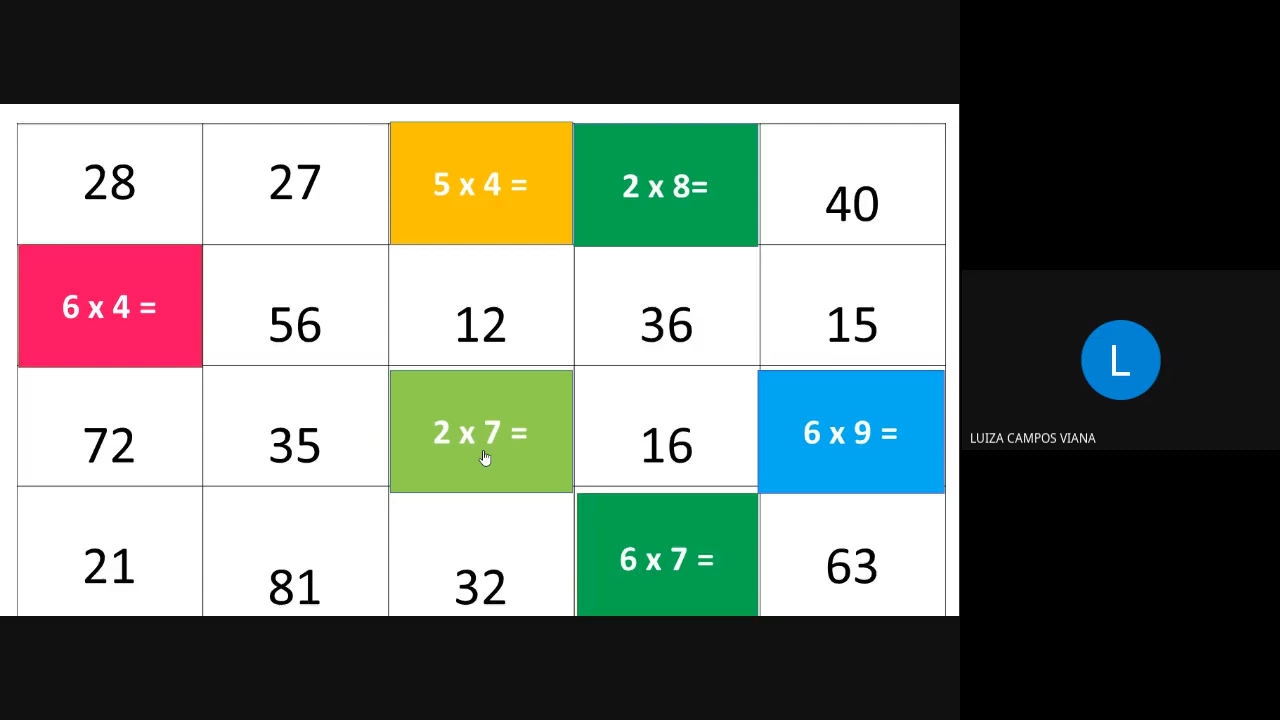 28 27 5 x 4 = 2 x 8= 40
6 x 4 = 56 12 36 15
72 35 2 x 7 = 16 6 x 9 =
21 81 32 6 x 7 = 63
L
LUIZA CAMPOS VIANA